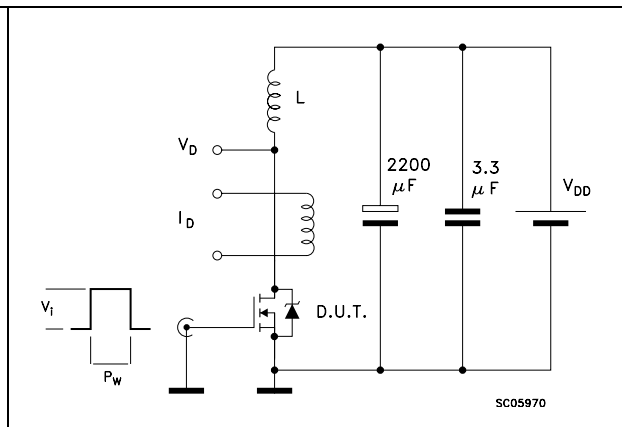 L
V_D
2200
μF
3.3
μF
V_DD
I_D
V_i
D.U.T.
P_W
SC05970